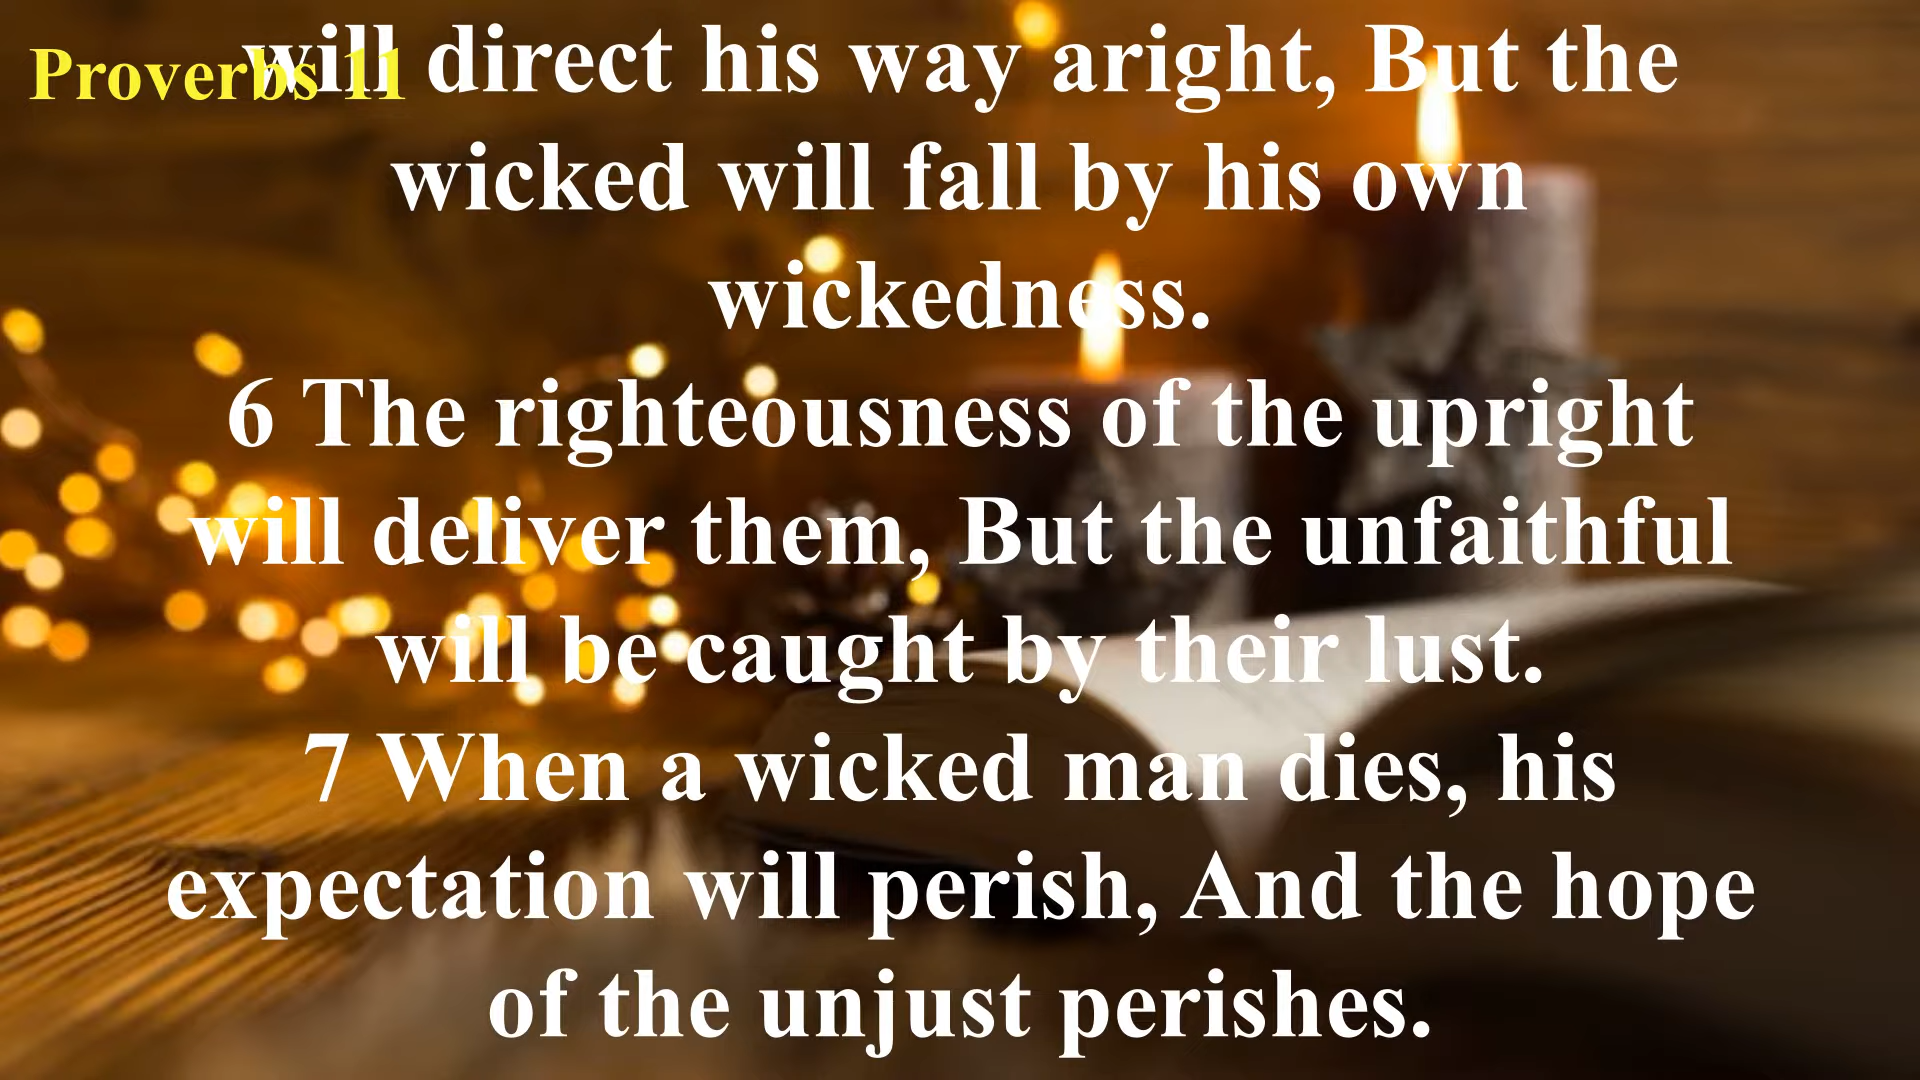 Proverbs 11
will direct his way aright, But the
wicked will fall by his own
wickedness.
6 The righteousness of the upright
will deliver them, But the unfaithful
will be caught by their lust.
7 When a wicked man dies, his
expectation will perish, And the hope
of the unjust perishes.